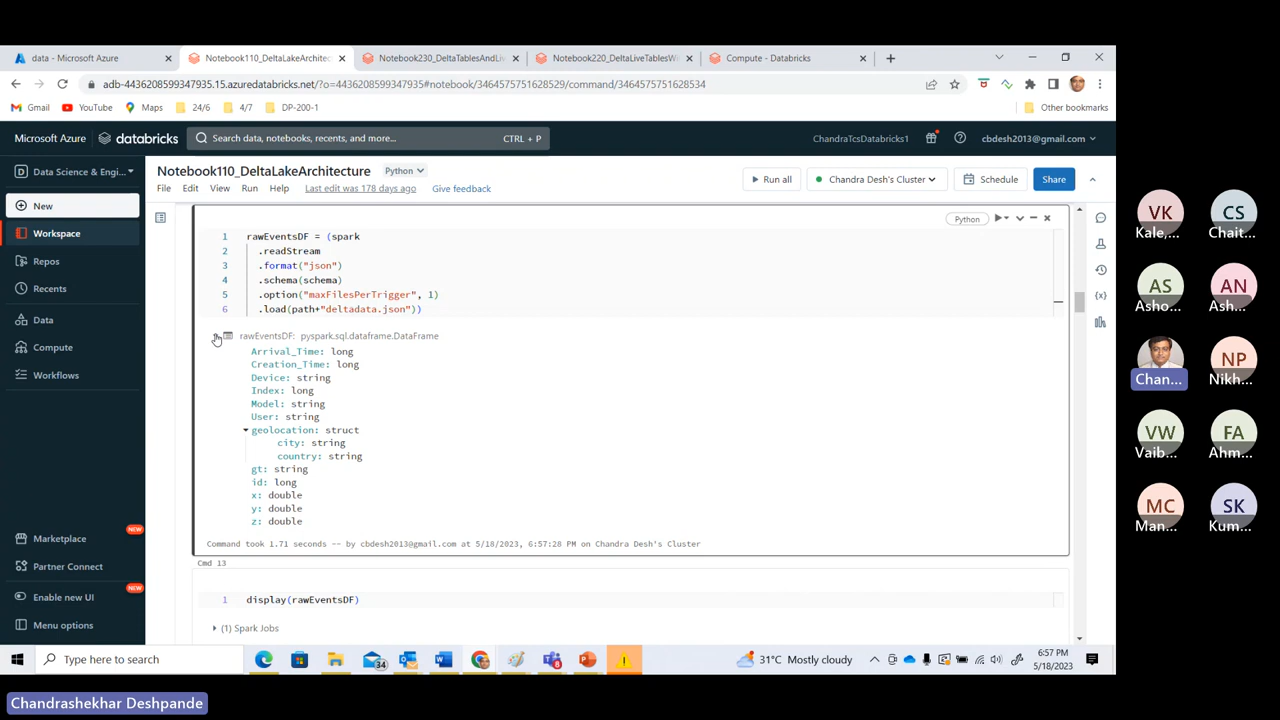 data - Microsoft Azure
Notebook110_DeltaLakeArchitec
Notebook230_DeltaTablesAndLiv
Notebook220_DeltaLiveTablesWi
Compute - Databricks
adb-4436208599347935.15.azuredatabricks.net/?o=4436208599347935#notebook/3464575751628529/command/3464575751628534
Gmail
YouTube
Maps
24/6
4/7
DP-200-1
Other bookmarks
Microsoft Azure
databricks
Search data, notebooks, recents, and more...
CTRL + P
ChandraTcsDatabricks1
cbdesh2013@gmail.com
D Data Science & Engi...
New
Workspace
Repos
Recents
Data
Compute
Workflows
Marketplace
NEW
Partner Connect
Enable new UI
NEW
Menu options
Notebook110_DeltaLakeArchitecture
Python
File Edit View Run Help
Last edit was 178 days ago
Give feedback
Run all
Chandra Desh's Cluster
Schedule
Share
Python
1 rawEventsDF = (spark
2 .readStream
3 .format("json")
4 .schema(schema)
5 .option("maxFilesPerTrigger", 1)
6 .load(path+"deltadata.json"))
rawEventsDF: pyspark.sql.dataframe.DataFrame
Arrival_Time: long
Creation_Time: long
Device: string
Index: long
Model: string
User: string
geolocation: struct
city: string
country: string
gt: string
id: long
x: double
y: double
z: double
Command took 1.71 seconds -- by cbdesh2013@gmail.com at 5/18/2023, 6:57:28 PM on Chandra Desh's Cluster
Cmd 13
1 display(rawEventsDF)
(1) Spark Jobs
Type here to search
34
8
31°C Mostly cloudy
6:57 PM
5/18/2023
VK
Kale,...
CS
Chait...
AS
Asho...
AN
Ash...
Chan...
NP
Nikh...
VW
Vaib...
FA
Ahm...
MC
Man...
SK
Kum...
Chandrashekhar Deshpande